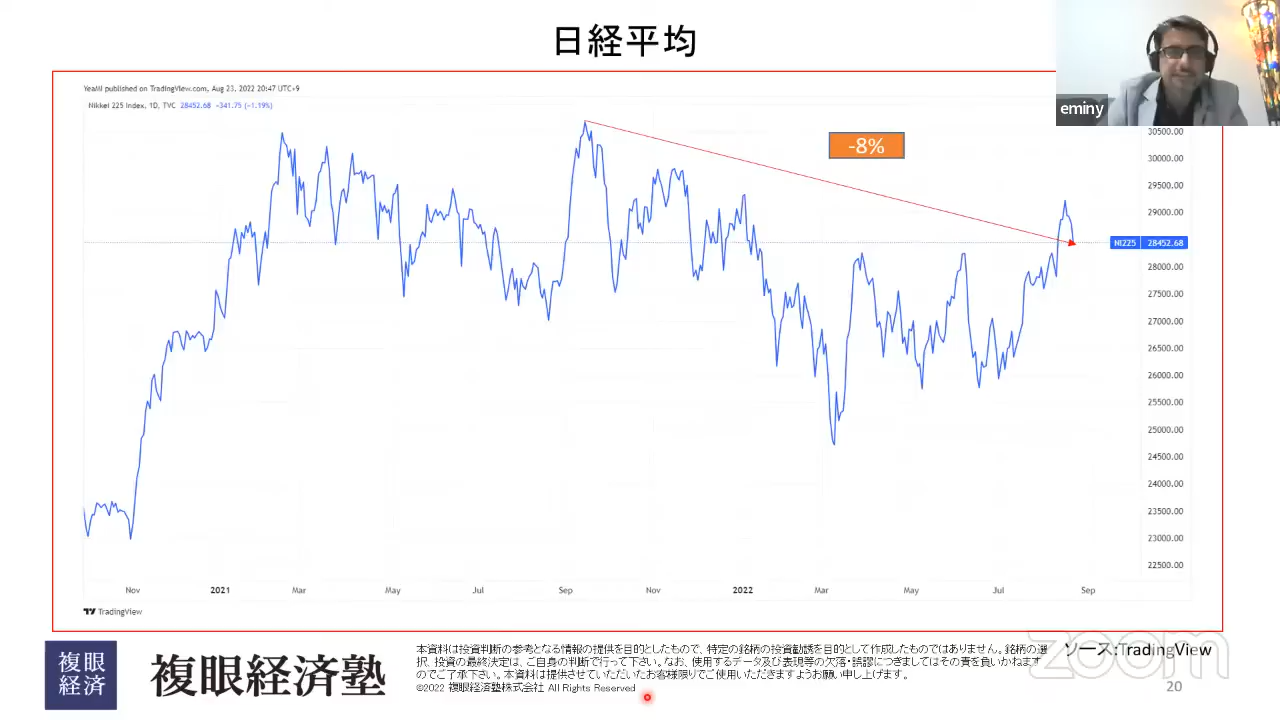 日経平均
eminy
YeaMi published on TradingView.com, Aug 23, 2022 20:47 UTC+9
Nikkei 225 Index, 1D, TVC 28452.68 -341.75 (-1.19%)
-8%
30500.00
30000.00
29500.00
29000.00
NI225 28452.68
28000.00
27500.00
27000.00
26500.00
26000.00
25500.00
25000.00
24500.00
24000.00
23500.00
23000.00
22500.00
Nov 2021 Mar May Jul Sep Nov 2022 Mar May Jul Sep
TradingView
複眼
経済
複眼経済塾
本資料は投資判断の参考となる情報の提供を目的としたもので、特定の銘柄の投資勧誘を目的として作成したものではありません。銘柄の選
択、投資の最終決定は、ご自身の判断で行って下さい。なお、使用するデータ及び表現等の欠落・誤謬につきましてはその責を負いかねます
のでご了承下さい。本資料は提供させていただいたお客様限りでご使用いただきますようお願い申し上げます。
©2022 複眼経済塾株式会社 All Rights Reserved
ソース:TradingView
zoom
20